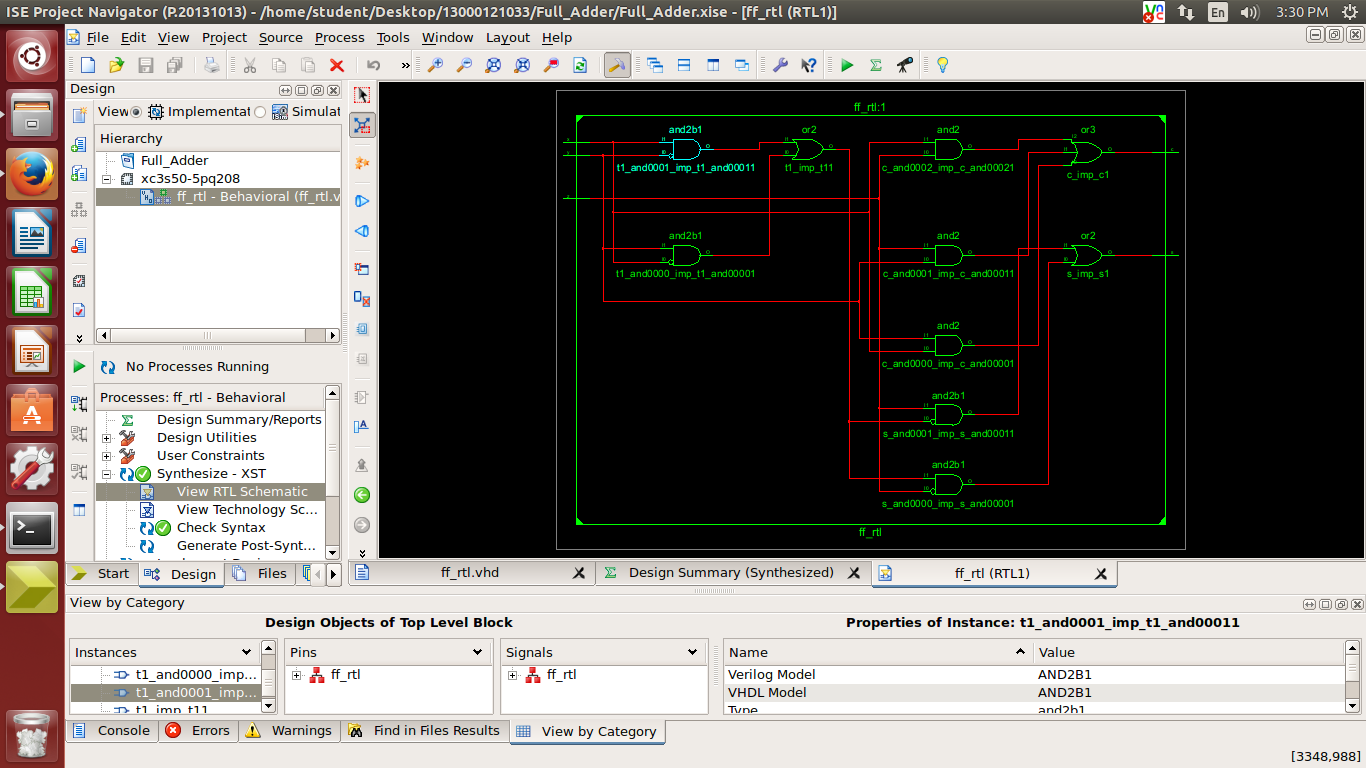 ISE Project Navigator (P.20131013) - /home/student/Desktop/13000121033/Full_Adder/Full_Adder.xise - [ff_rtl (RTL1)]
En
3:30 PM
File Edit View Project Source Process Tools Window Layout Help
Design
View Implementat Simulat
Hierarchy
Full_Adder
xc3s50-5pq208
ff_rtl - Behavioral (ff_rtl.v
No Processes Running
Processes: ff_rtl - Behavioral
Design Summary/Reports
Design Utilities
User Constraints
Synthesize - XST
View RTL Schematic
View Technology Sc...
Check Syntax
Generate Post-Synt...
Start Design Files
ff_rtl:1
and2b1 or2 and2 or3
t1_and0001_imp_t1_and00011 t1_imp_t11 c_and0002_imp_c_and00021 c_imp_c1
and2b1 and2 or2
t1_and0000_imp_t1_and00001 c_and0001_imp_c_and00011 s_imp_s1
and2
c_and0000_imp_c_and00001
and2b1
s_and0001_imp_s_and00011
and2b1
s_and0000_imp_s_and00001
ff_rtl
ff_rtl.vhd Design Summary (Synthesized) ff_rtl (RTL1)
View by Category
Design Objects of Top Level Block Properties of Instance: t1_and0001_imp_t1_and00011
Instances Pins Signals Name Value
t1_and0000_imp... ff_rtl ff_rtl Verilog Model AND2B1
t1_and0001_imp... VHDL Model AND2B1
t1_imp_t11 Type and2b1
Console Errors Warnings Find in Files Results View by Category
[3348,988]